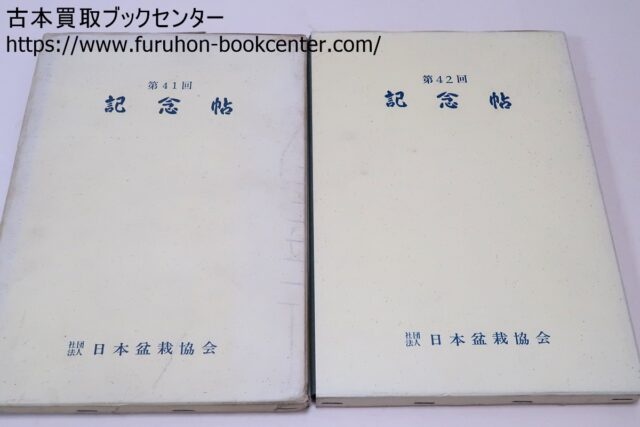 古本買取ブックセンター
https://www.furuhon-bookcenter.com/
第41回
記念帖
社団法人 日本盆栽協会
第42回
記念帖
社団法人 日本盆栽協会